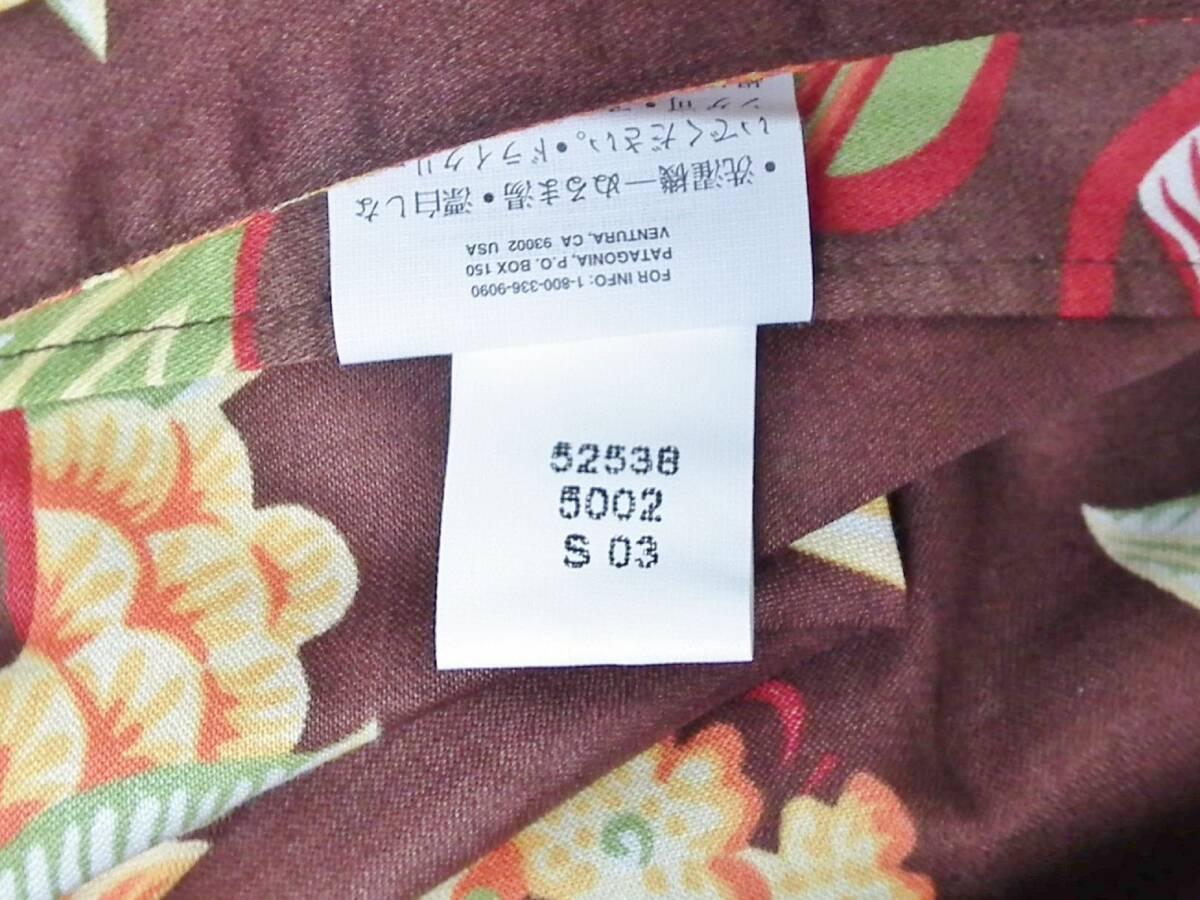 FOR INFO: 1-800-336-9090
PATAGONIA, P.O. BOX 150
VENTURA, CA 93002 USA
•洗濯機—ぬるま湯•漂白しな
いでください。•ドライクリ
52538
5002
S 03